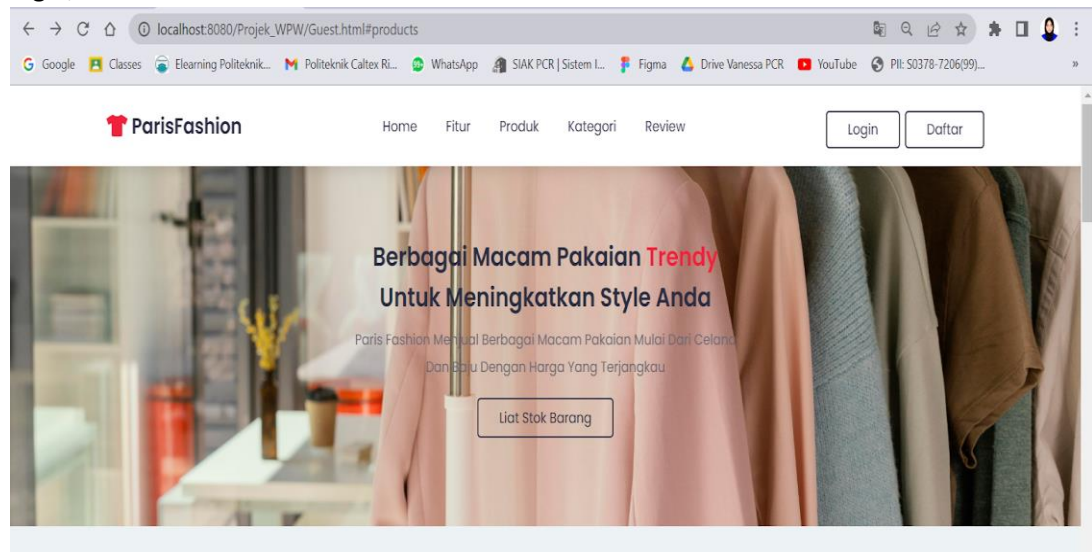 localhost:8080/Projek_WPW/Guest.html#products
Google Classes Elearning Politeknik... Politeknik Caltex Ri... 99+ WhatsApp SIAK PCR | Sistem I... Figma Drive Vanessa PCR YouTube PII: S0378-7206(99)... »
ParisFashion Home Fitur Produk Kategori Review Login Daftar
Berbagai Macam Pakaian Trendy
Untuk Meningkatkan Style Anda
Paris Fashion Menjual Berbagai Macam Pakaian Mulai Dari Celana
Dan Baju Dengan Harga Yang Terjangkau
Liat Stok Barang